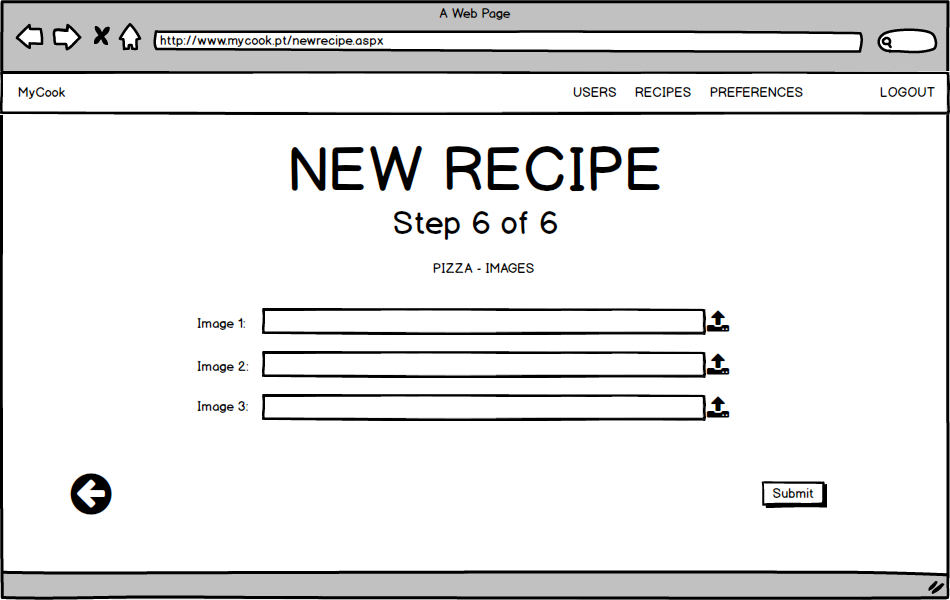 A Web Page
http://www.mycook.pt/newrecipe.aspx
MyCook USERS RECIPES PREFERENCES LOGOUT
NEW RECIPE
Step 6 of 6
PIZZA - IMAGES
Image 1:
Image 2:
Image 3:
Submit